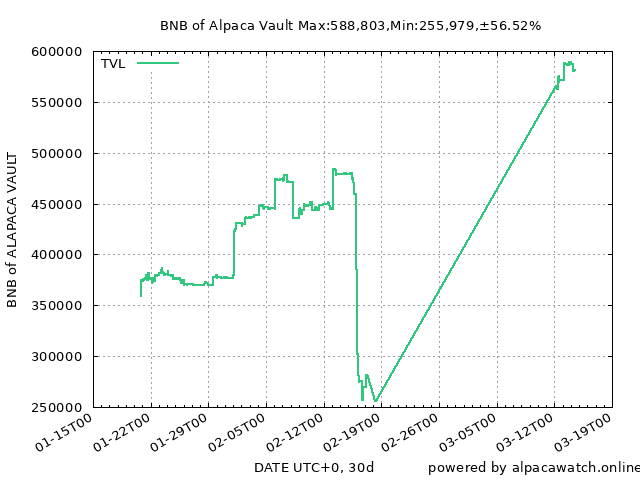 BNB of Alpaca Vault Max:588,803,Min:255,979,±56.52%
TVL
600000
550000
500000
450000
400000
350000
300000
250000
BNB of ALAPACA VAULT
01-15T00
01-22T00
01-29T00
02-05T00
02-12T00
02-19T00
02-26T00
03-05T00
03-12T00
03-19T00
DATE UTC+0, 30d
powered by alpacawatch.online